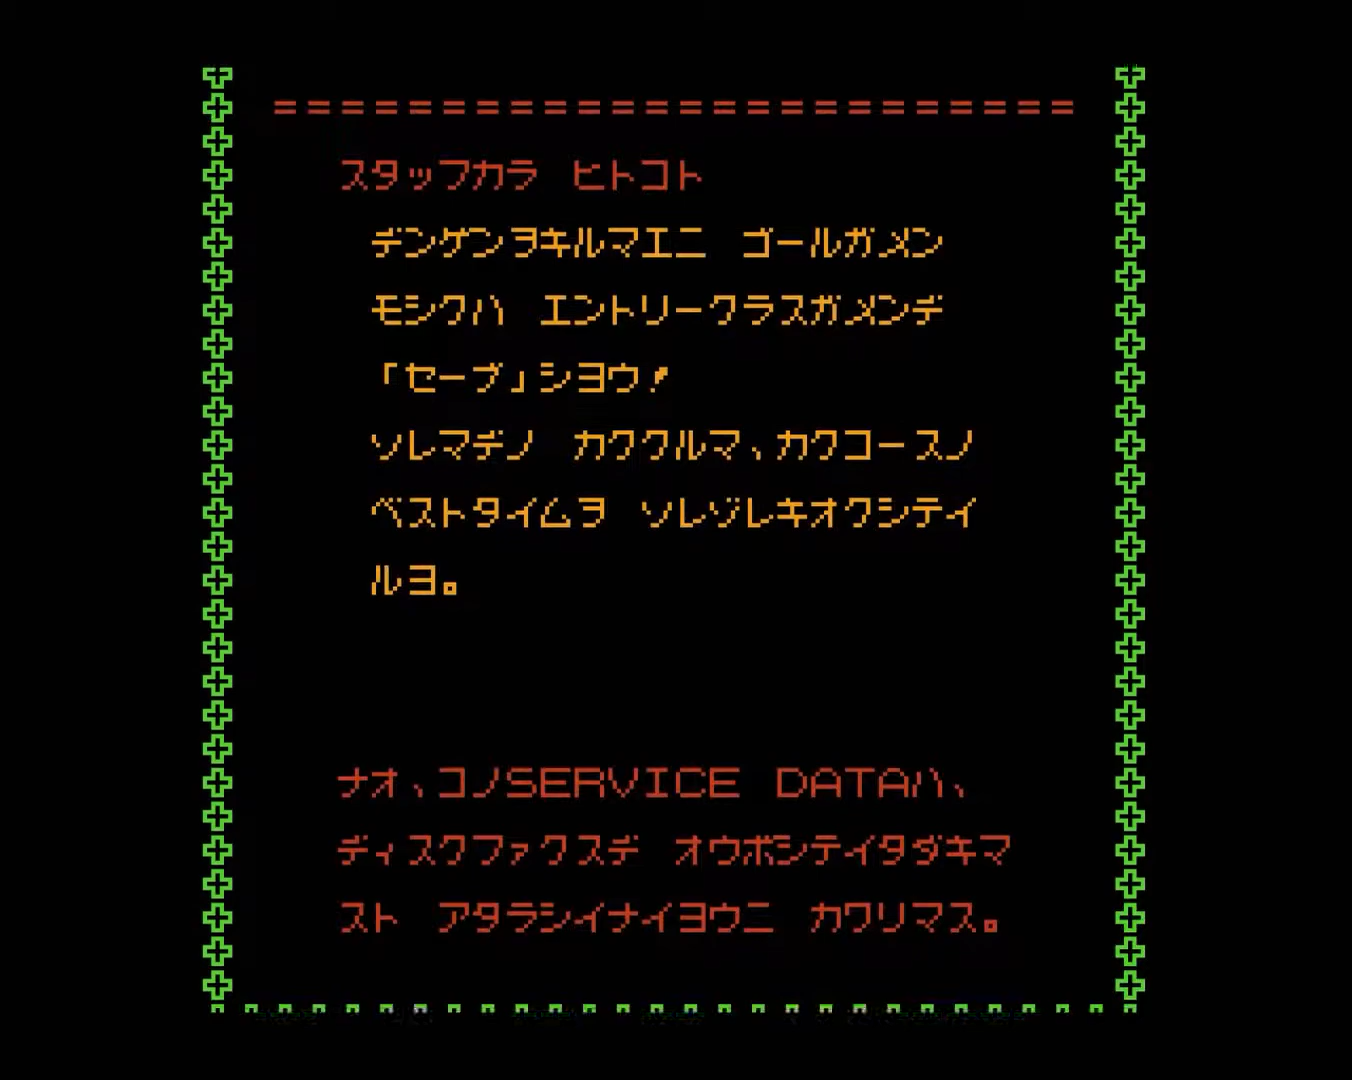 ========================
スタッフカラ ヒトコト
デンゲンヲキルマエニ ゴールガメン
モシクハ エントリークラスガメンデ
「セーブ」シヨウ!
ソレマデノ カククルマ、カクコースノ
ベストタイムヲ ソレゾレキオクシテイ
ルヨ。
ナオ、コノSERVICE DATAハ、
ディスクファクスデ オウボシテイタダキマ
スト アタラシイナイヨウニ カワリマス。